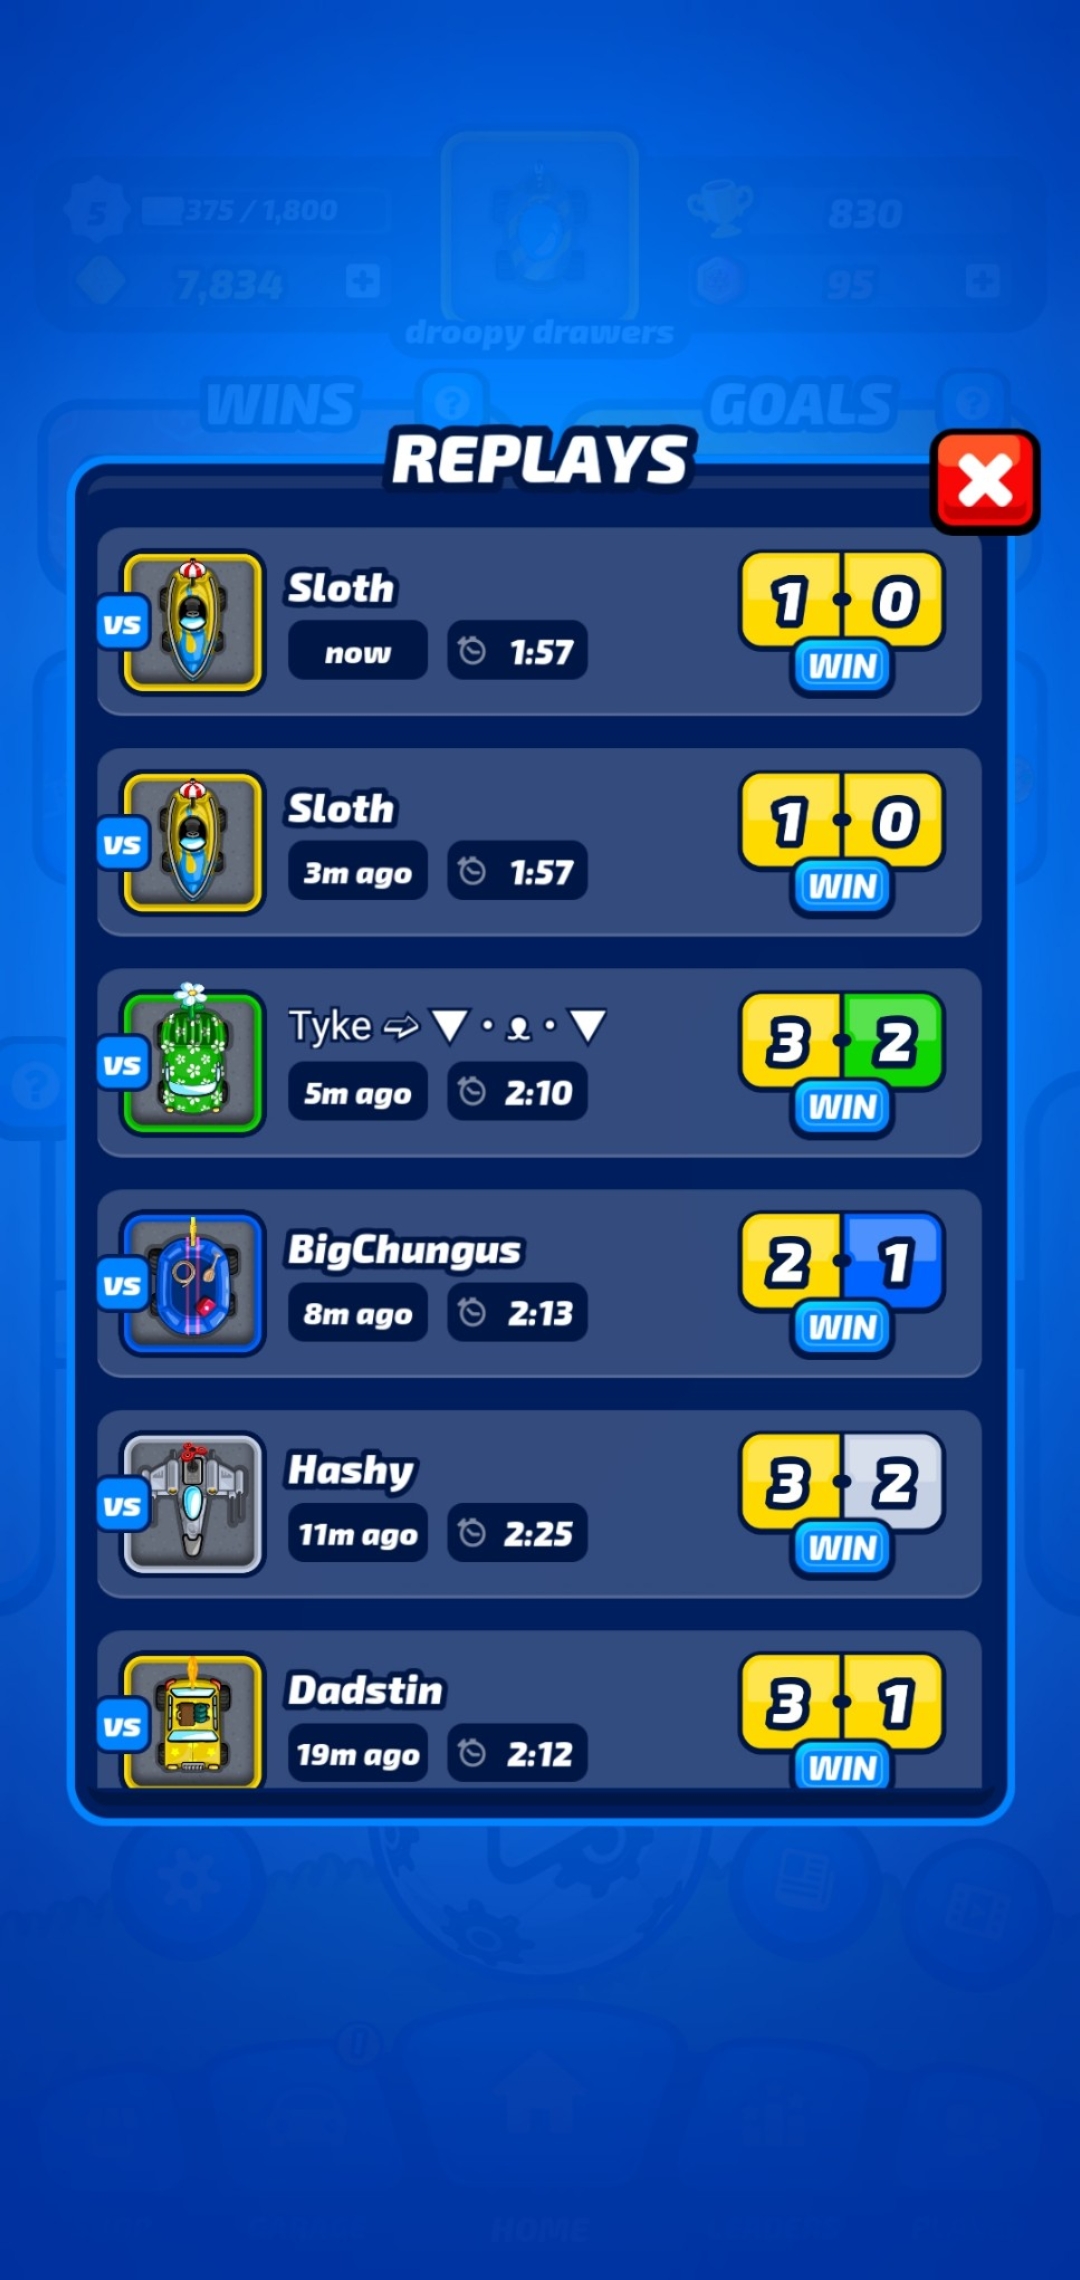 5
375 / 1,800
830
7,834
95
droopy drawers
WINS
?
GOALS
?
REPLAYS
VS
Sloth
now
1:57
1 0
WIN
VS
Sloth
3m ago
1:57
1 0
WIN
VS
Tyke ➩ ▼・ᴥ・▼
5m ago
2:10
3 2
WIN
?
VS
BigChungus
8m ago
2:13
2 1
WIN
VS
Hashy
11m ago
2:25
3 2
WIN
VS
Dadstin
19m ago
2:12
3 1
WIN
HOME